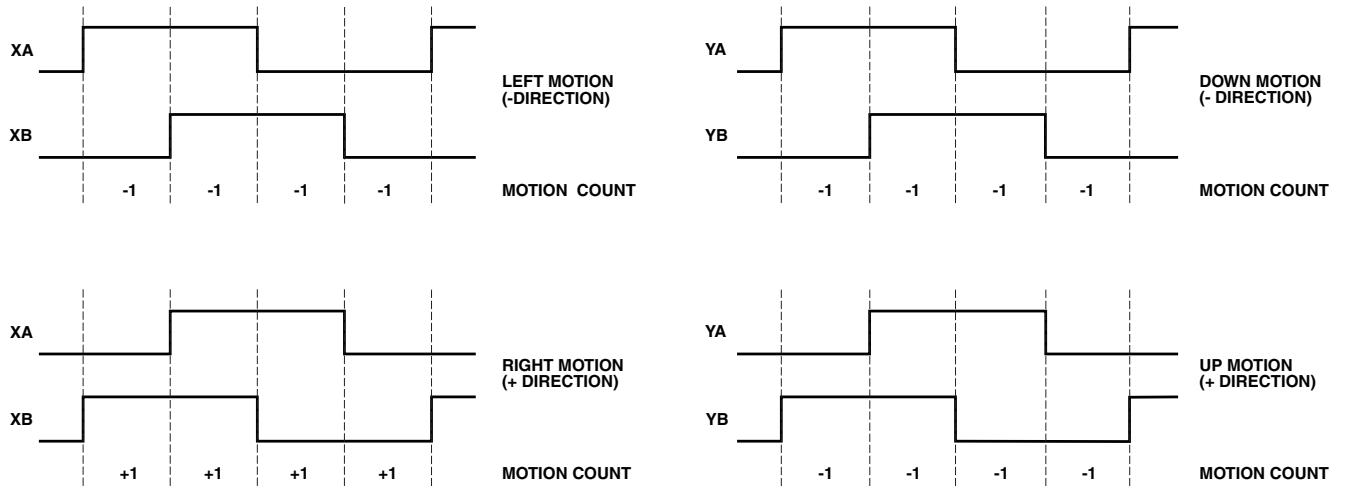 XA
LEFT MOTION
(-DIRECTION)
XB
-1 -1 -1 -1
MOTION COUNT
YA
DOWN MOTION
(- DIRECTION)
YB
-1 -1 -1 -1
MOTION COUNT
XA
RIGHT MOTION
(+ DIRECTION)
XB
+1 +1 +1 +1
MOTION COUNT
YA
UP MOTION
(+ DIRECTION)
YB
-1 -1 -1 -1
MOTION COUNT